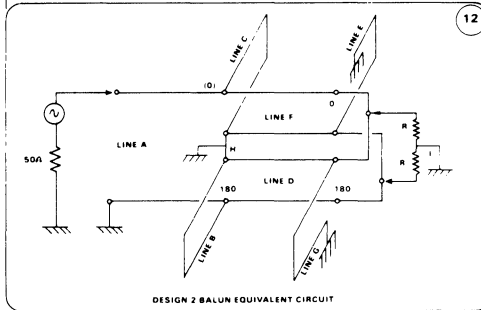 12
LINE C
LINE E
(0)
0
LINE F
R
LINE A
50Ω
H
R
I
LINE D
180
180
LINE B
LINE G
DESIGN 2 BALUN EQUIVALENT CIRCUIT